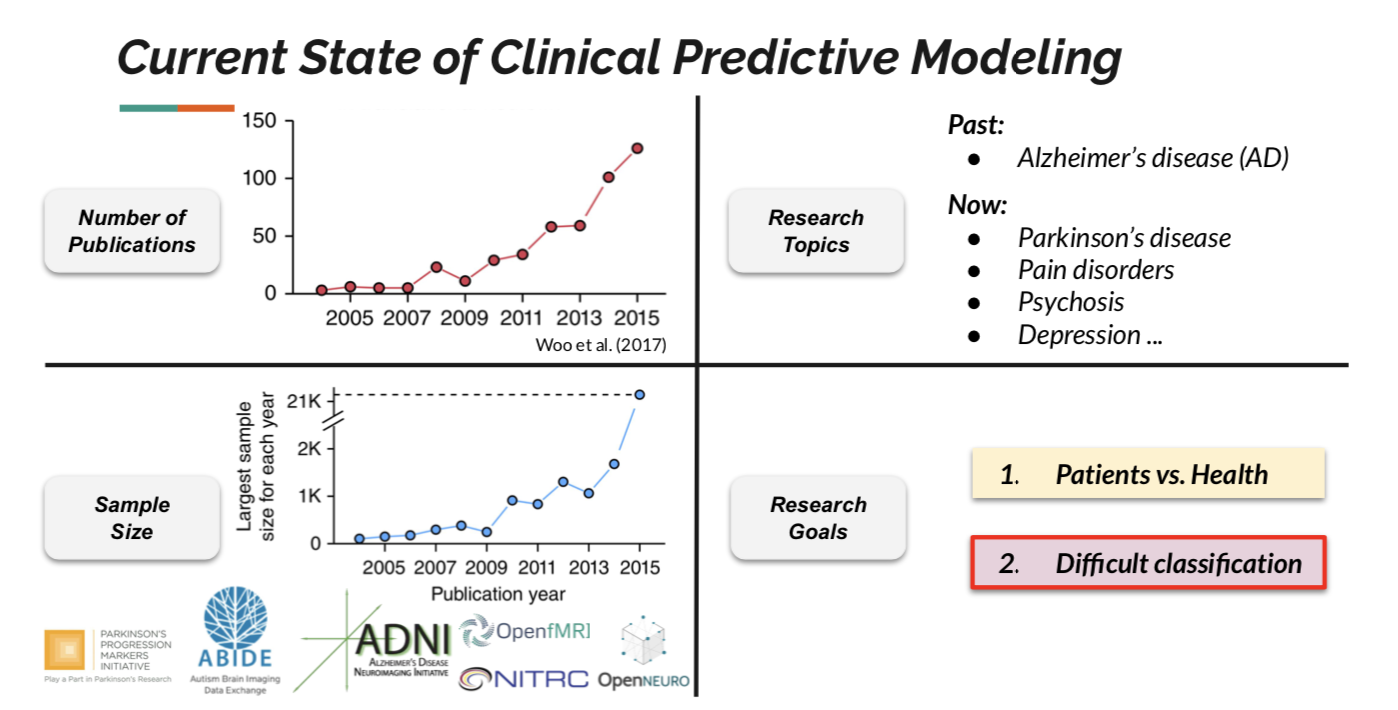 Current State of Clinical Predictive Modeling
Number of
Publications
150
100
50
0
2005 2007 2009 2011 2013 2015
Woo et al. (2017)
Research
Topics
Past:
● Alzheimer’s disease (AD)
Now:
● Parkinson’s disease
● Pain disorders
● Psychosis
● Depression ...
Sample
Size
Largest sample
size for each year
21K
2K
1K
0
2005 2007 2009 2011 2013 2015
Publication year
PARKINSON'S
PROGRESSION
MARKERS
INITIATIVE
Play a Part in Parkinson's Research
ABIDE
Autism Brain Imaging
Data Exchange
ADNI
ALZHEIMER'S DISEASE
NEUROIMAGING INITIATIVE
OpenfMRI
NITRC
OPENNEURO
Research
Goals
1. Patients vs. Health
2. Difficult classification